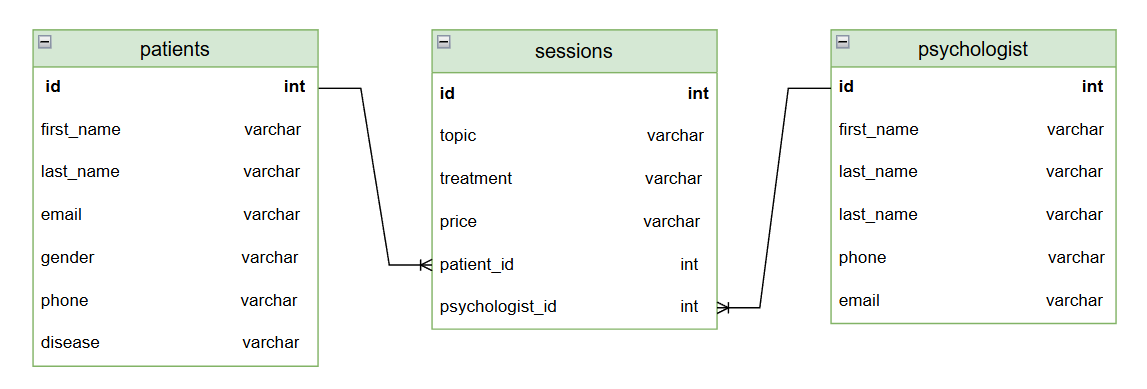 patients
id int
first_name varchar
last_name varchar
email varchar
gender varchar
phone varchar
disease varchar
sessions
id int
topic varchar
treatment varchar
price varchar
patient_id int
psychologist_id int
psychologist
id int
first_name varchar
last_name varchar
last_name varchar
phone varchar
email varchar